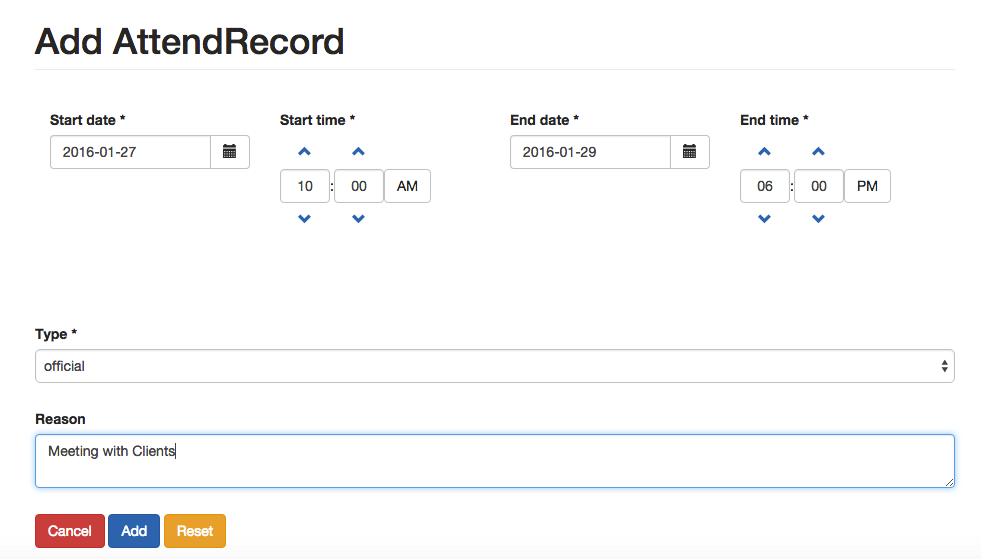 Add AttendRecord
Start date * Start time * End date * End time *
2016-01-27 10 : 00 AM 2016-01-29 06 : 00 PM
Type *
official
Reason
Meeting with Clients
Cancel Add Reset